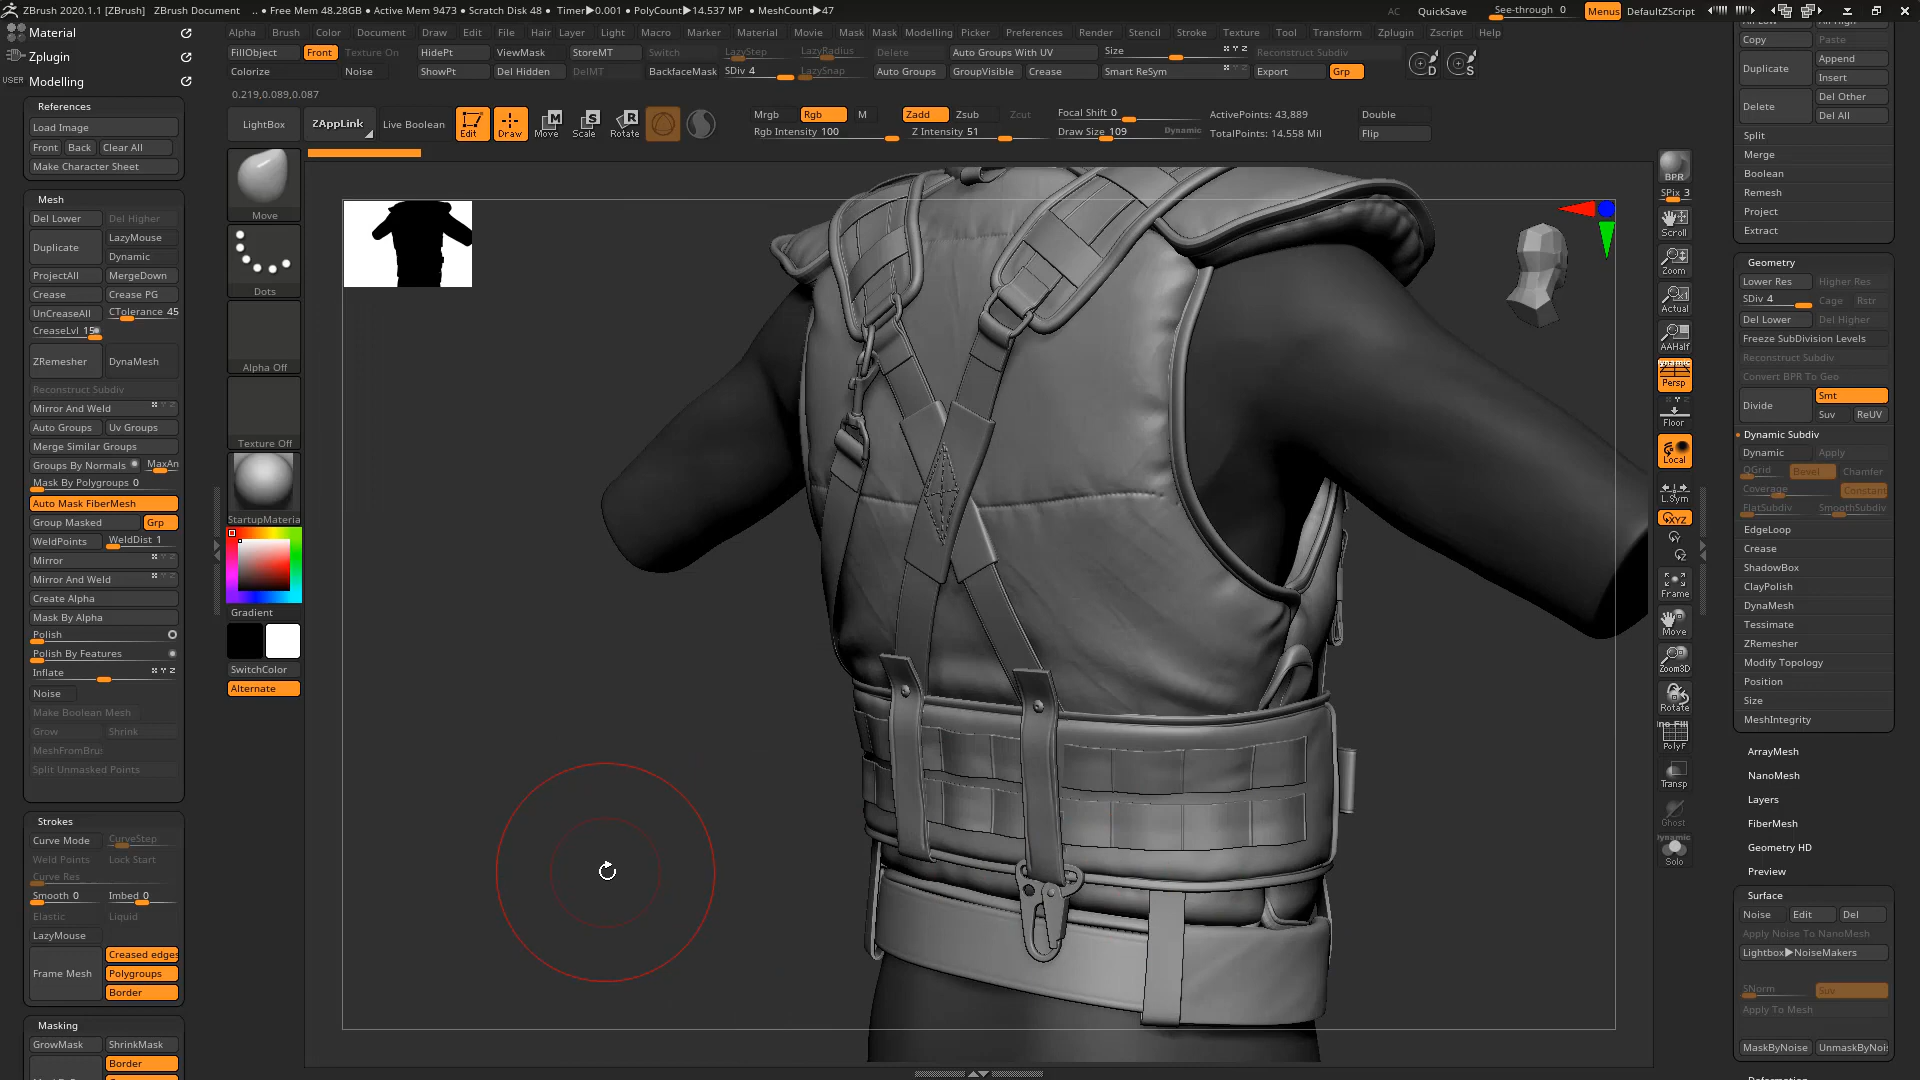 ZBrush 2020.1.1 [ZBrush] ZBrush Document .. • Free Mem 48.28GB • Active Mem 9473 • Scratch Disk 48 • Timer▶0.001 • PolyCount▶14.537 MP • MeshCount▶47 AC QuickSave See-through 0 Menus DefaultZScript
Material
Zplugin
USER Modelling
Alpha Brush Color Document Draw Edit File Hair Layer Light Macro Marker Material Movie Mask Mask Modelling Picker Preferences Render Stencil Stroke Texture Tool Transform Zplugin Zscript Help
FillObject Front Texture On HidePt ViewMask StoreMT Switch LazyStep LazyRadius Delete Auto Groups With UV Size Reconstruct Subdiv
Colorize Noise ShowPt Del Hidden DelMT BackfaceMask SDiv 4 LazySnap Auto Groups GroupVisible Crease Smart ReSym Export Grp
D S
0.219,0.089,0.087
LightBox ZAppLink Live Boolean Edit Draw Move Scale Rotate
Mrgb Rgb M Zadd Zsub Zcut Focal Shift 0 ActivePoints: 43,889 Double
Rgb Intensity 100 Z Intensity 51 Draw Size 109 Dynamic TotalPoints: 14.558 Mil Flip
References
Load Image
Front Back Clear All
Make Character Sheet
Mesh
Del Lower Del Higher
Duplicate LazyMouse
Dynamic
ProjectAll MergeDown
Crease Crease PG
UnCreaseAll CTolerance 45
CreaseLvl 15
ZRemesher DynaMesh
Reconstruct Subdiv
Mirror And Weld
Auto Groups Uv Groups
Merge Similar Groups
Groups By Normals MaxAn
Mask By Polygroups 0
Auto Mask FiberMesh
Group Masked Grp
WeldPoints WeldDist 1
Mirror
Mirror And Weld
Create Alpha
Mask By Alpha
Polish
Polish By Features
Inflate
Noise
Make Boolean Mesh
Grow Shrink
MeshFromBru
Split Unmasked Points
Strokes
Curve Mode CurveStep
Weld Points Lock Start
Curve Res
Smooth 0 Imbed 0
Elastic Liquid
LazyMouse
Frame Mesh Creased edges
Polygroups
Border
Masking
GrowMask ShrinkMask
Border
Move
Dots
Alpha Off
Texture Off
StartupMateria
Gradient
SwitchColor
Alternate
BPR
SPix 3
Scroll
Zoom
Actual
AAHalf
Dynamic
Persp
Floor
Local
L.Sym
XYZ
Y
Z
Frame
Move
Zoom3D
Rotate
PolyF
Transp
Ghost
Dynamic
Solo
Copy Paste
Duplicate Append
Insert
Delete Del Other
Del All
Split
Merge
Boolean
Remesh
Project
Extract
Geometry
Lower Res Higher Res
SDiv 4 Cage Rstr
Del Lower Del Higher
Freeze SubDivision Levels
Reconstruct Subdiv
Convert BPR To Geo
Divide Smt
Suv ReUV
Dynamic Subdiv
Dynamic Apply
QGrid Bevel Chamfer
Coverage Constant
FlatSubdiv SmoothSubdiv
EdgeLoop
Crease
ShadowBox
ClayPolish
DynaMesh
Tessimate
ZRemesher
Modify Topology
Position
Size
MeshIntegrity
ArrayMesh
NanoMesh
Layers
FiberMesh
Geometry HD
Preview
Surface
Noise Edit Del
Apply Noise To NanoMesh
Lightbox▶NoiseMakers
SNorm Suv
Apply To Mesh
MaskByNoise UnmaskByNoi